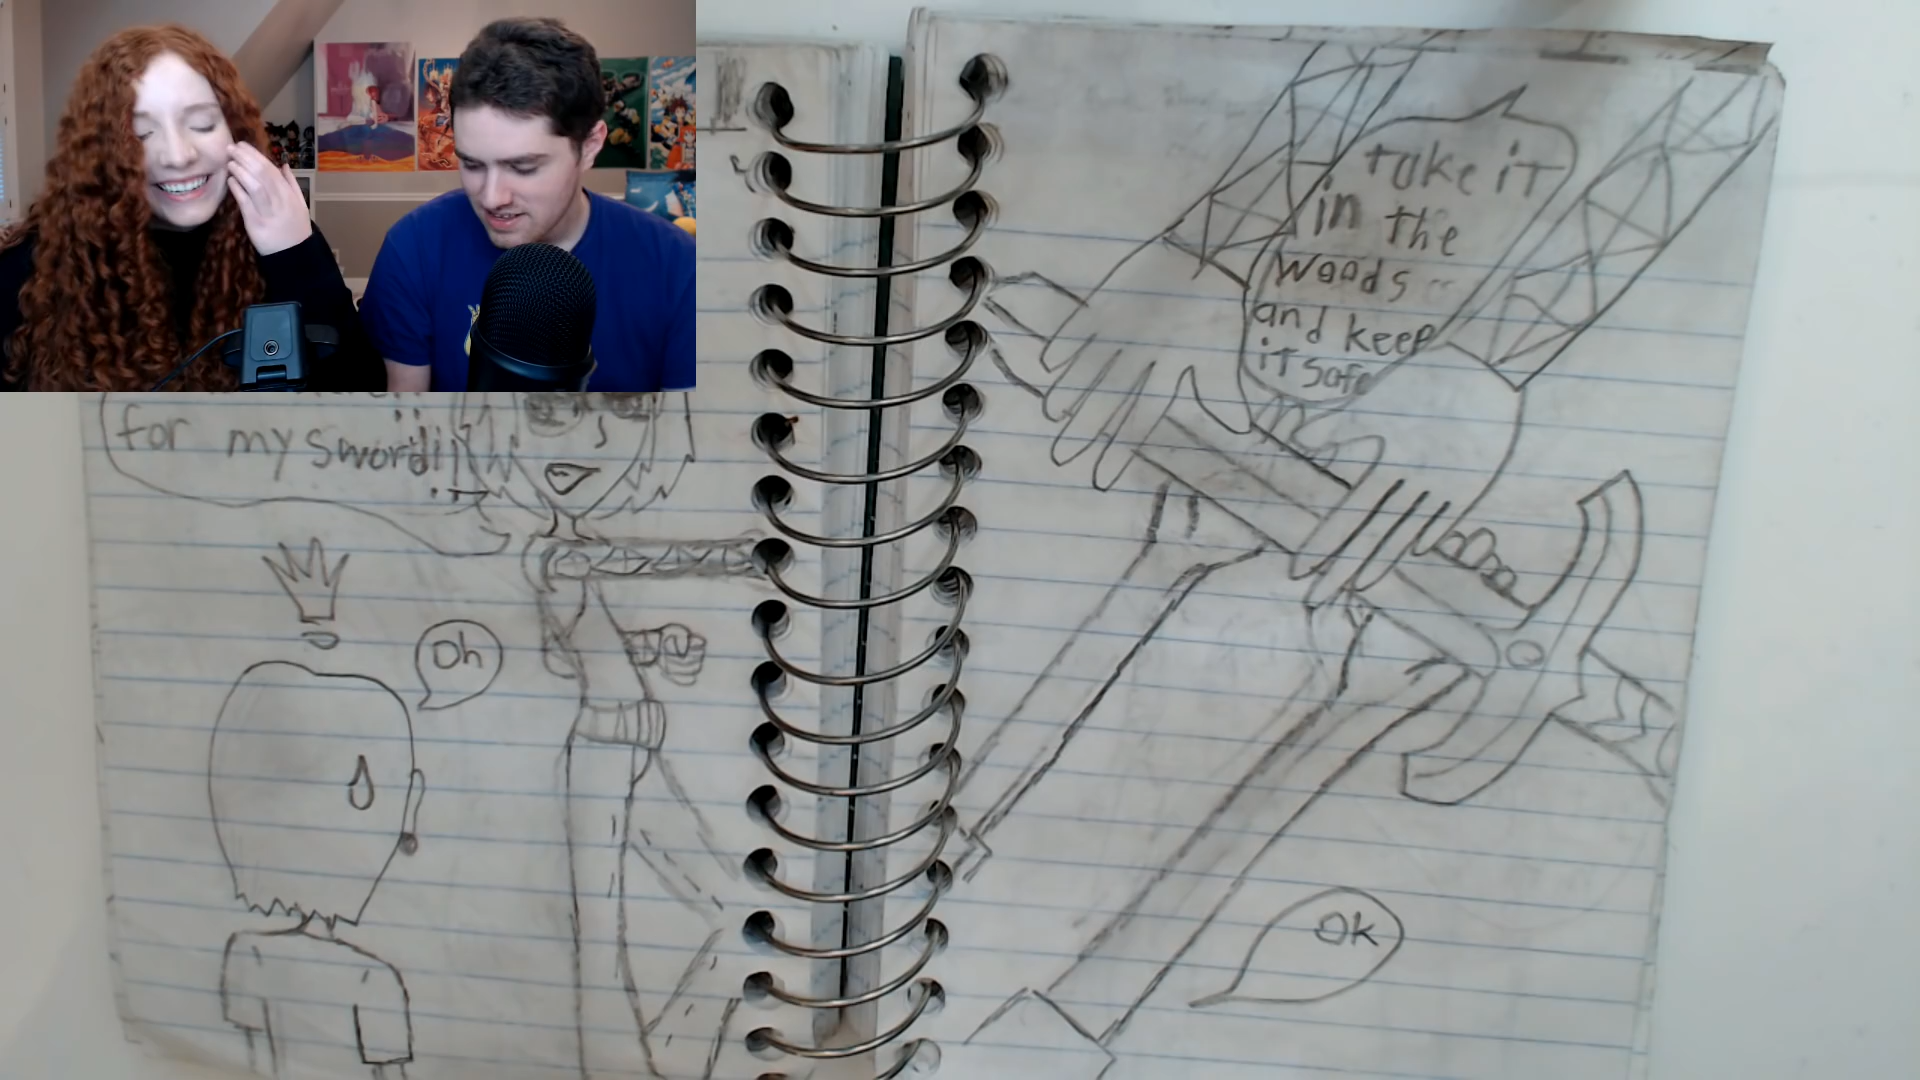 for my sword!!
Oh
take it
in the
woods
and keep
it safe
Ok